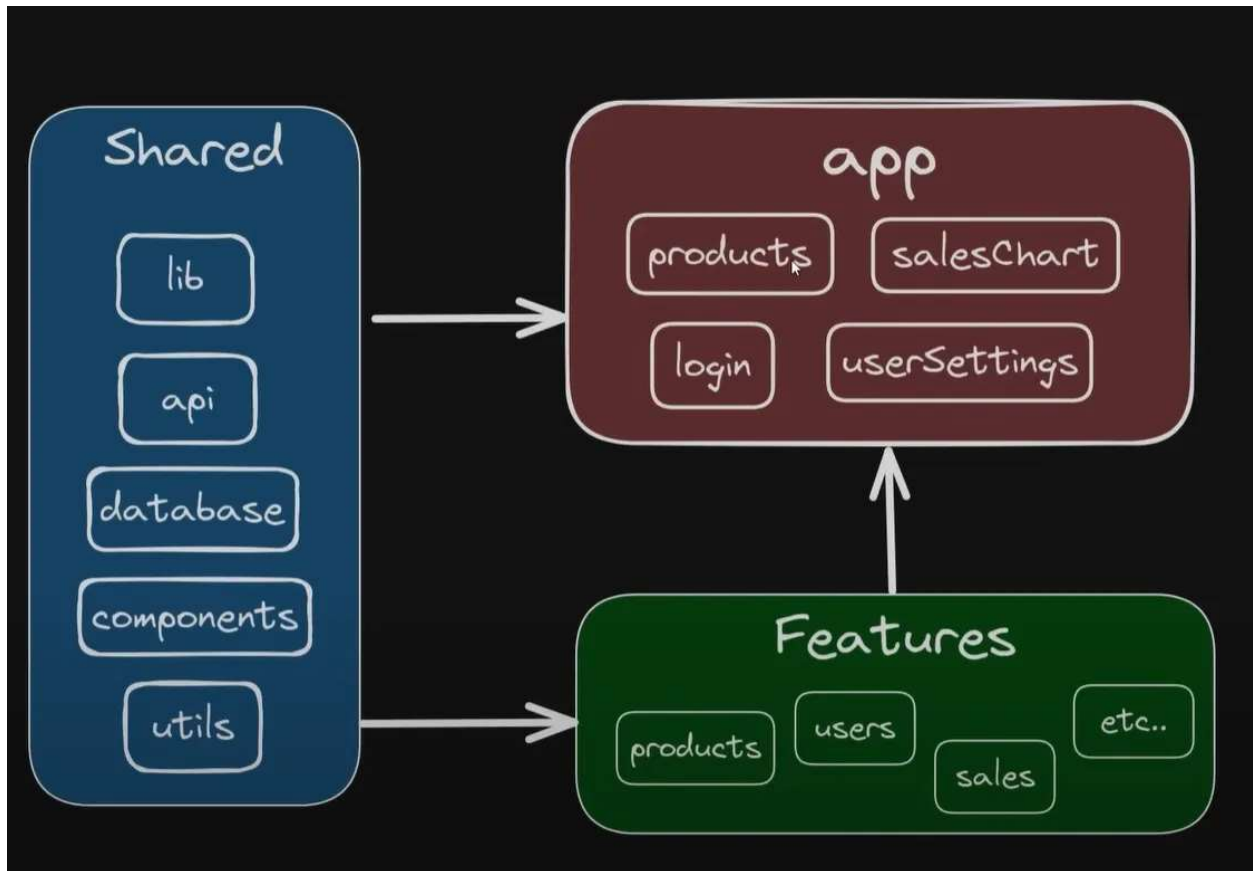 Shared
lib
api
database
components
utils
app
products
salesChart
login
userSettings
Features
products
users
sales
etc..